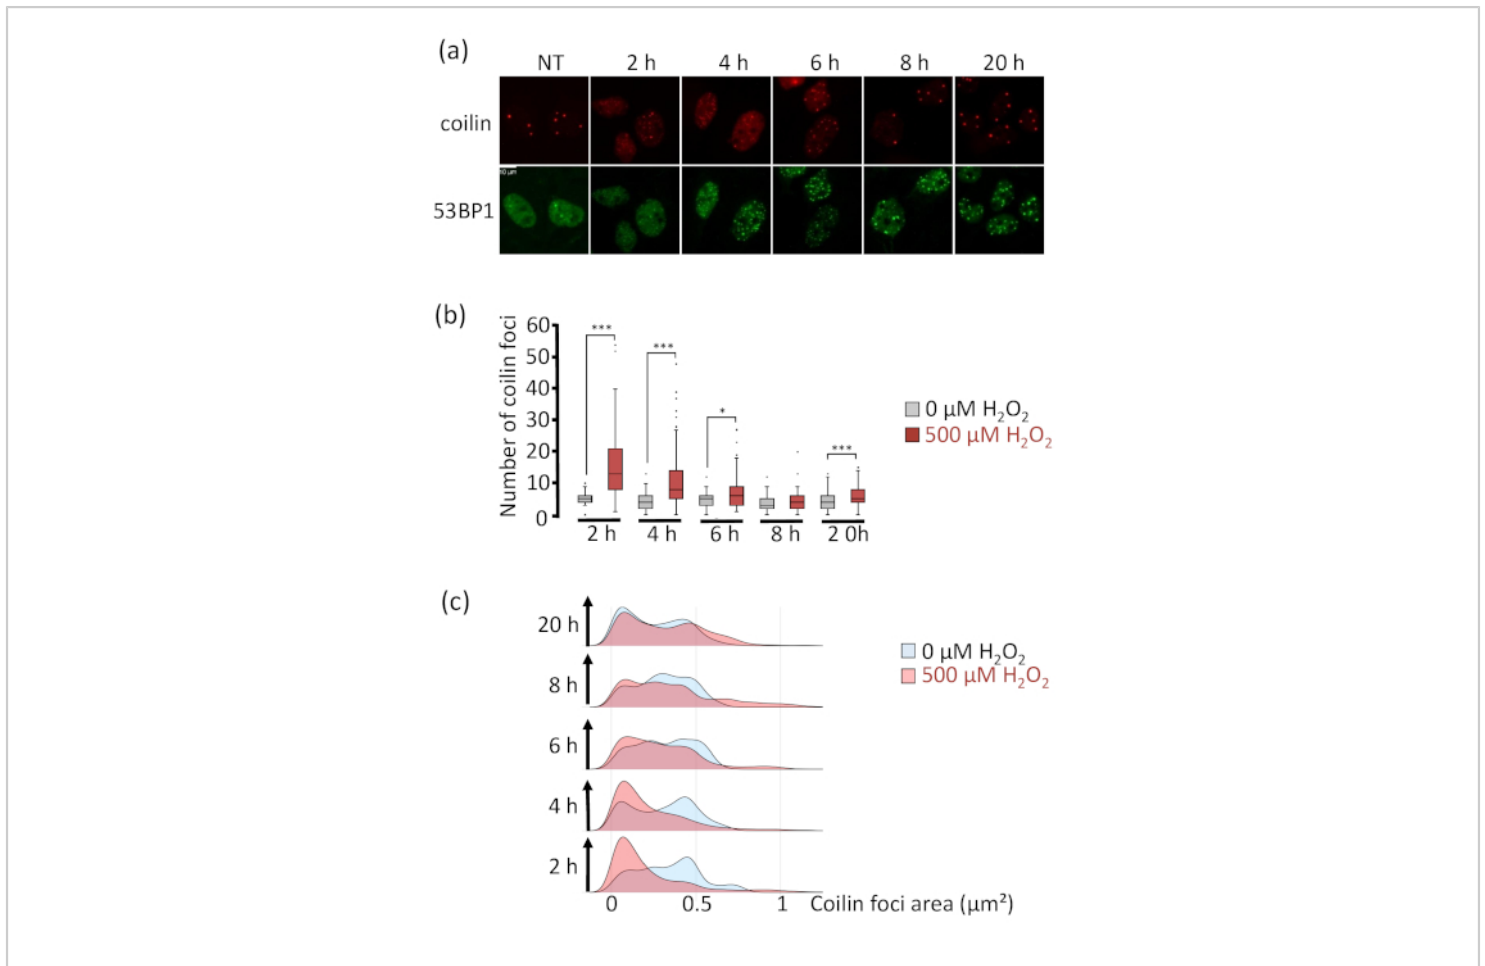 (a)
NT 2 h 4 h 6 h 8 h 20 h
coilin
10 µm
53BP1
(b)
Number of coilin foci
60
50
40
30
20
10
0
***
***
*
***
2 h 4 h 6 h 8 h 2 0h
0 µM H₂O₂
500 µM H₂O₂
(c)
20 h
8 h
6 h
4 h
2 h
0 0.5 1 Coilin foci area (µm²)
0 µM H₂O₂
500 µM H₂O₂